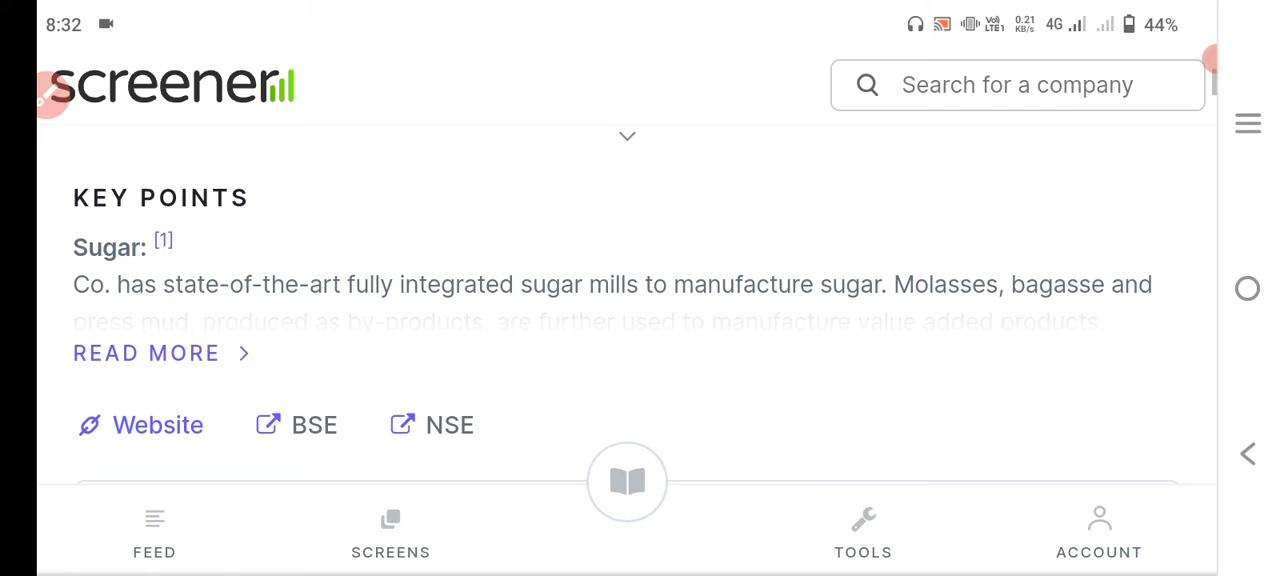 8:32 Vo) LTE1 0.21 KB/s 4G 44%
screener Search for a company
KEY POINTS
Sugar: [1]
Co. has state-of-the-art fully integrated sugar mills to manufacture sugar. Molasses, bagasse and
press mud, produced as by-products, are further used to manufacture value added products.
READ MORE
Website BSE NSE
FEED SCREENS TOOLS ACCOUNT